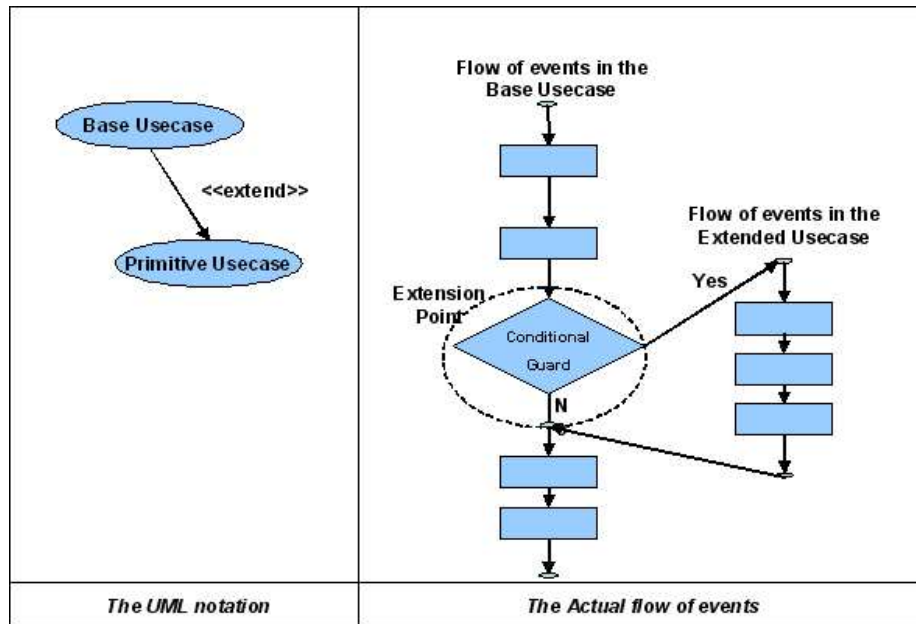 Base Usecase
<<extend>>
Primitive Usecase
The UML notation
Flow of events in the
Base Usecase
Extension
Point
Conditional
Guard
Yes
N
Flow of events in the
Extended Usecase
The Actual flow of events